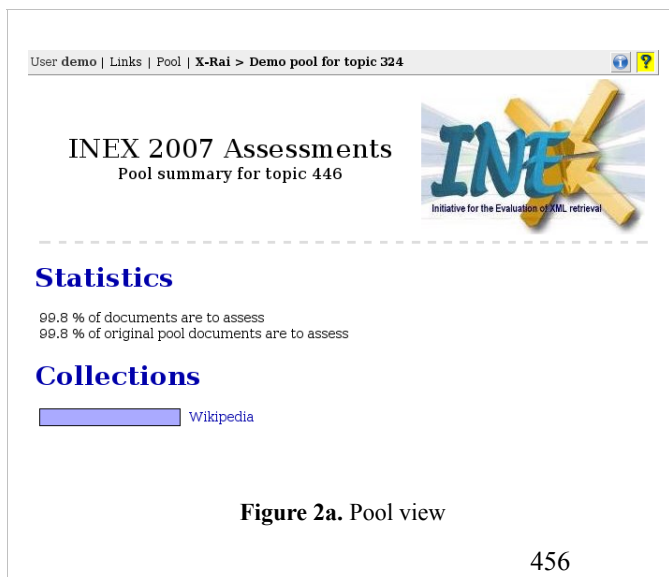 User demo | Links | Pool | X-Rai > Demo pool for topic 324
INEX 2007 Assessments
Pool summary for topic 446
INEX
Initiative for the Evaluation of XML retrieval
Statistics
99.8 % of documents are to assess
99.8 % of original pool documents are to assess
Collections
Wikipedia
Figure 2a. Pool view
456